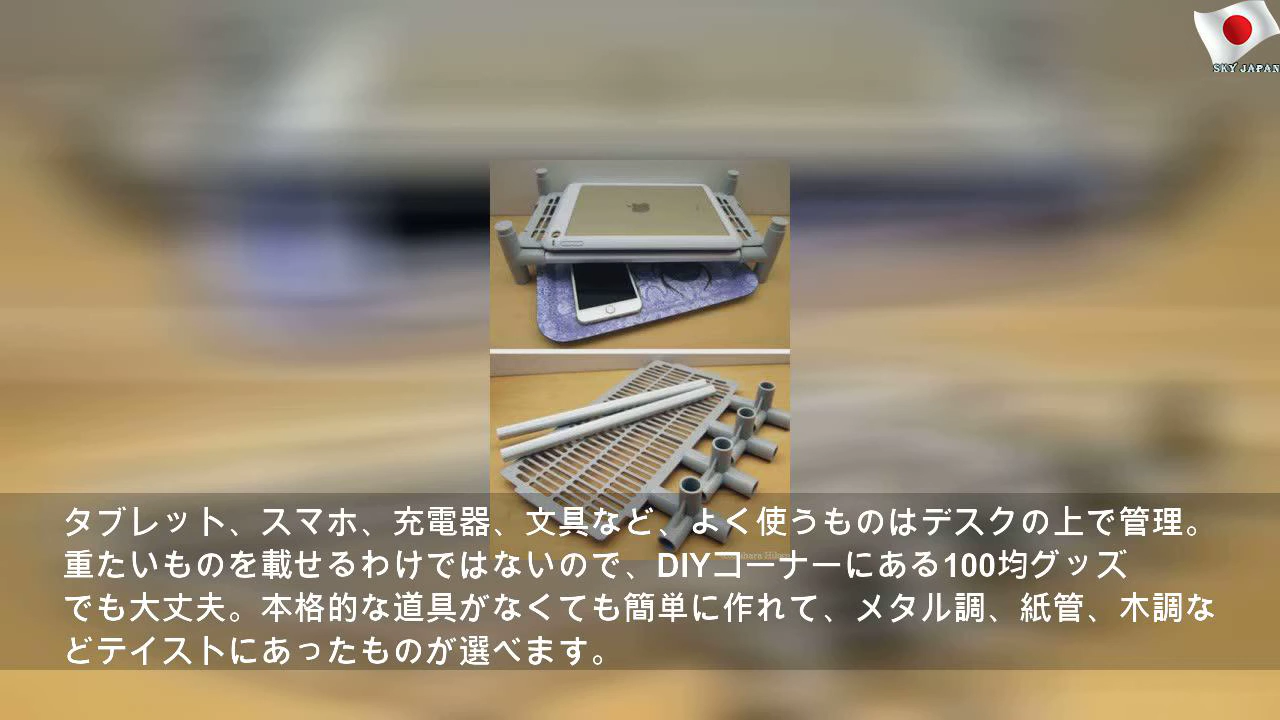 SKY JAPAN
タブレット、スマホ、充電器、文具など、よく使うものはデスクの上で管理。
重たいものを載せるわけではないので、DIYコーナーにある100均グッズ
でも大丈夫。本格的な道具がなくても簡単に作れて、メタル調、紙管、木調な
どテイストにあったものが選べます。